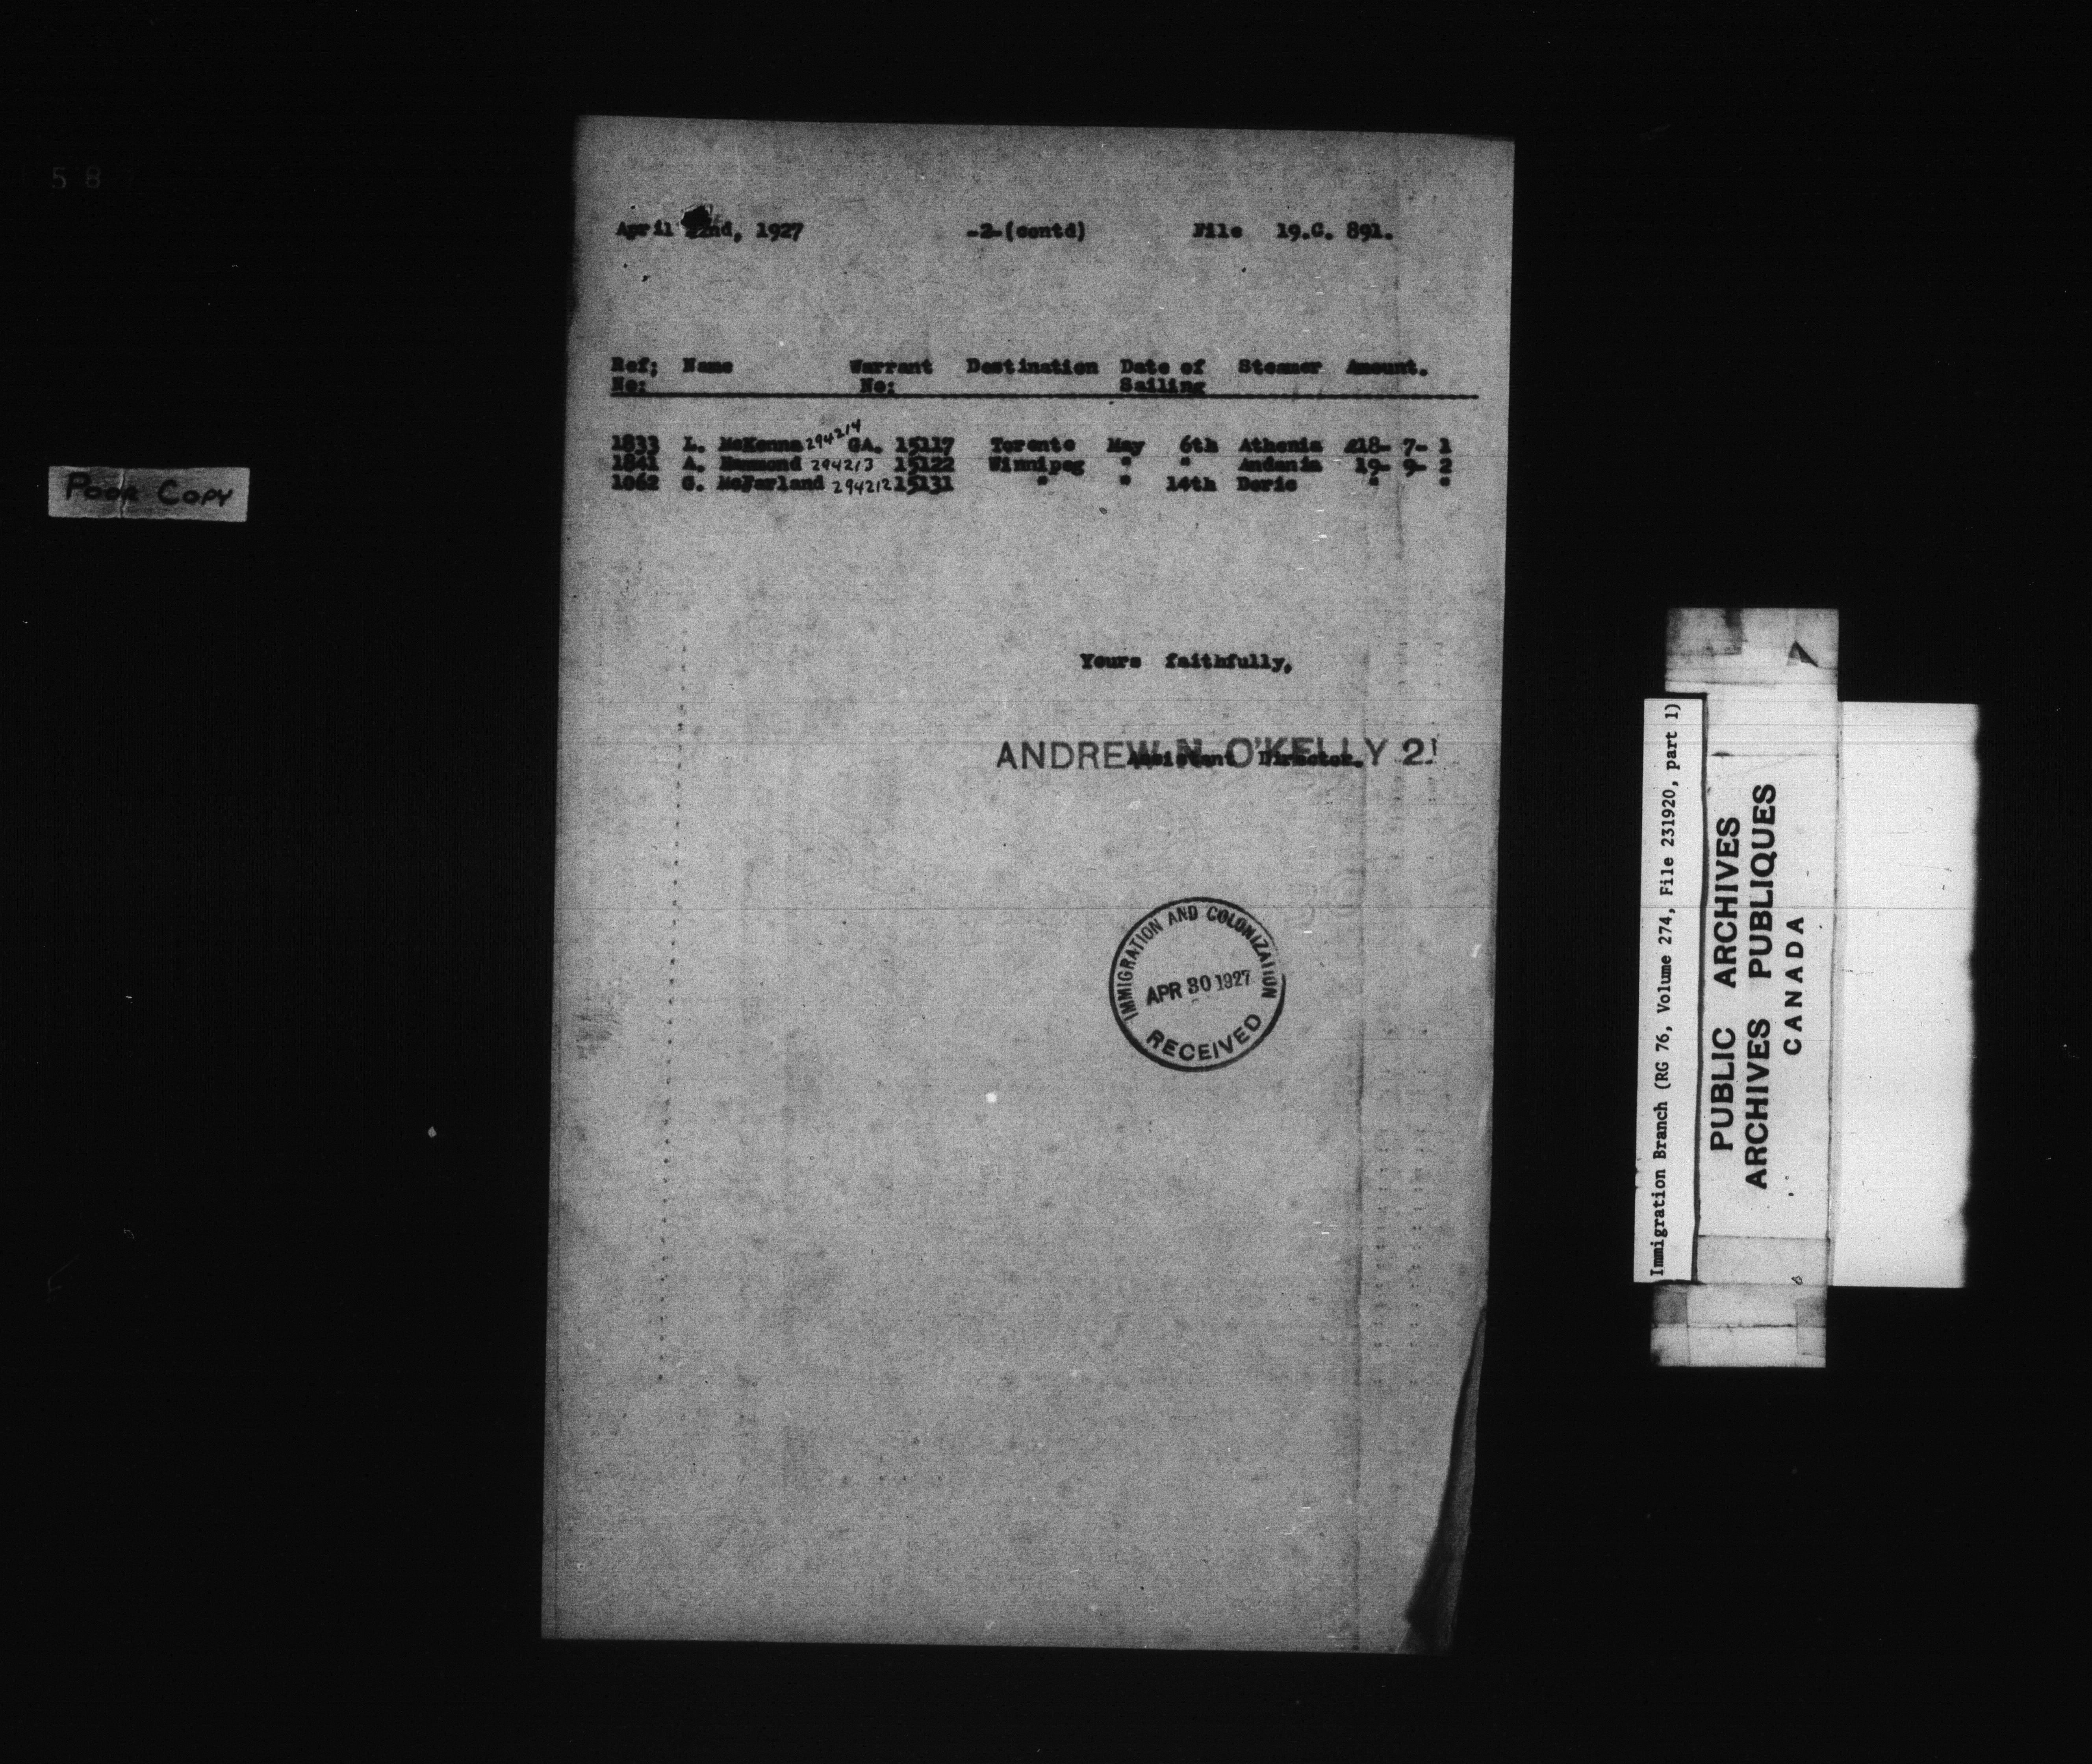 April 22nd, 1927 -2-(contd) File 19.C. 891.
Ref; Name Warrant Destination Date of Steamer Amount.
No: No: Sailing
1833 L. McKenna 294214 GA. 15117 Toronto May 6th Athenia £18- 7- 1
1841 A. Hammond 294213 15122 Winnipeg " " Andania 19- 9- 2
1062 G. McFarland 294212 15131 " " 14th Doric " "
Poor Copy
Yours faithfully,
ANDREW N. O'KELLY
Assistant Director.
IMMIGRATION AND COLONIZATION
APR 30 1927
RECEIVED
Immigration Branch (RG 76, Volume 274, File 231920, part 1)
PUBLIC ARCHIVES
ARCHIVES PUBLIQUES
CANADA